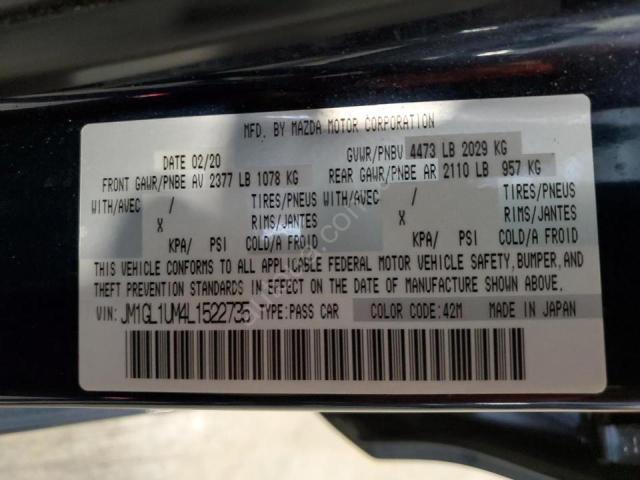 MFD. BY MAZDA MOTOR CORPORATION
DATE 02/20 GVWR/PNBV 4473 LB 2029 KG
FRONT GAWR/PNBE AV 2377 LB 1078 KG REAR GAWR/PNBE AR 2110 LB 957 KG
WITH/AVEC / TIRES/PNEUS WITH/AVEC / TIRES/PNEUS
X RIMS/JANTES X RIMS/JANTES
KPA/ PSI COLD/A FROID KPA/ PSI COLD/A FROID
THIS VEHICLE CONFORMS TO ALL APPLICABLE FEDERAL MOTOR VEHICLE SAFETY, BUMPER, AND
THEFT PREVENTION STANDARDS IN EFFECT ON THE DATE OF MANUFACTURE SHOWN ABOVE.
VIN: JM1GL1UM4L1522735 TYPE:PASS CAR COLOR CODE:42M MADE IN JAPAN